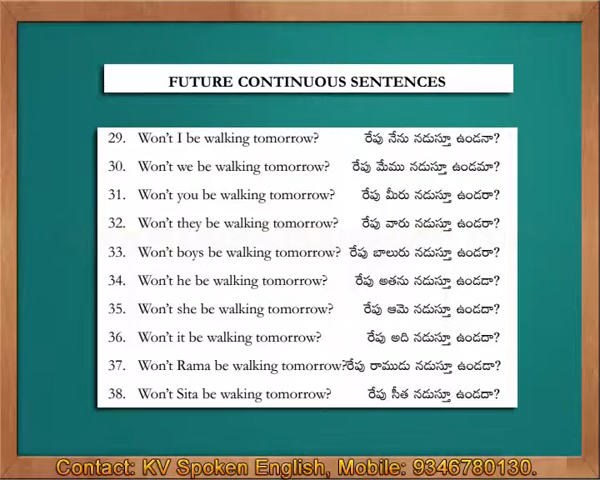 FUTURE CONTINUOUS SENTENCES
29. Won't I be walking tomorrow? రేపు నేను నడుస్తూ ఉండనా?
30. Won't we be walking tomorrow? రేపు మేము నడుస్తూ ఉండమా?
31. Won't you be walking tomorrow? రేపు మీరు నడుస్తూ ఉండరా?
32. Won't they be walking tomorrow? రేపు వారు నడుస్తూ ఉండరా?
33. Won't boys be walking tomorrow? రేపు బాలురు నడుస్తూ ఉండరా?
34. Won't he be walking tomorrow? రేపు అతను నడుస్తూ ఉండడా?
35. Won't she be walking tomorrow? రేపు ఆమె నడుస్తూ ఉండదా?
36. Won't it be walking tomorrow? రేపు అది నడుస్తూ ఉండదా?
37. Won't Rama be walking tomorrow? రేపు రాముడు నడుస్తూ ఉండడా?
38. Won't Sita be waking tomorrow? రేపు సీత నడుస్తూ ఉండదా?
Contact: KV Spoken English, Mobile: 9346780130.